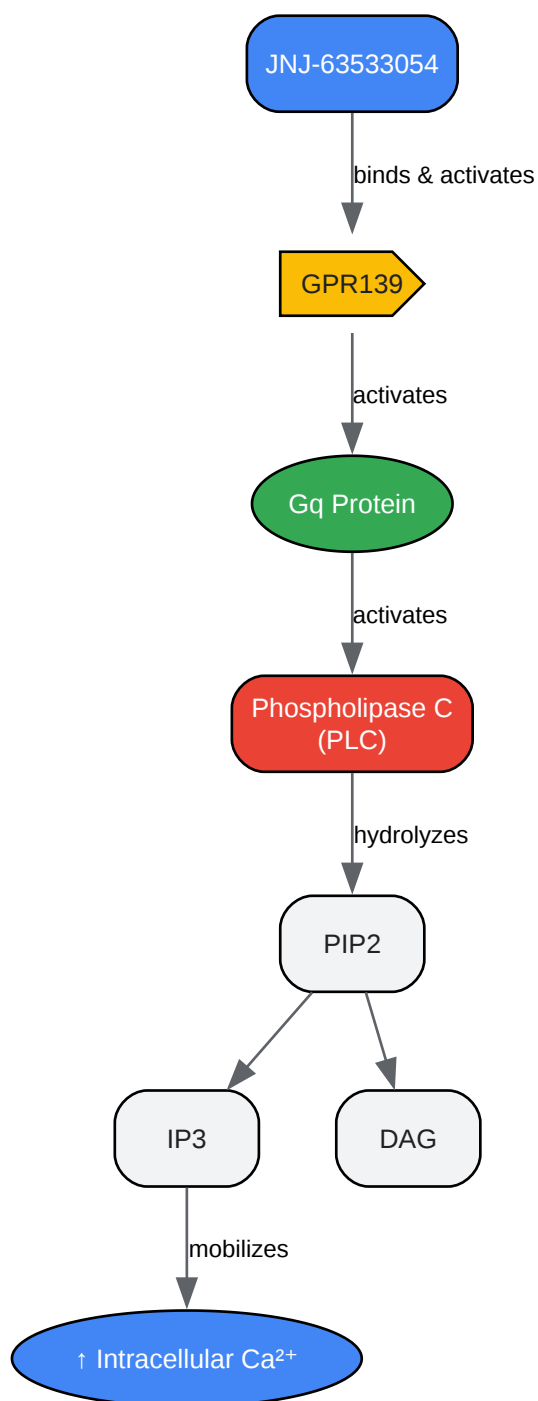 JNJ-63533054
binds & activates
GPR139
activates
Gq Protein
activates
Phospholipase C
(PLC)
hydrolyzes
PIP2
IP3
DAG
mobilizes
↑ Intracellular Ca²⁺